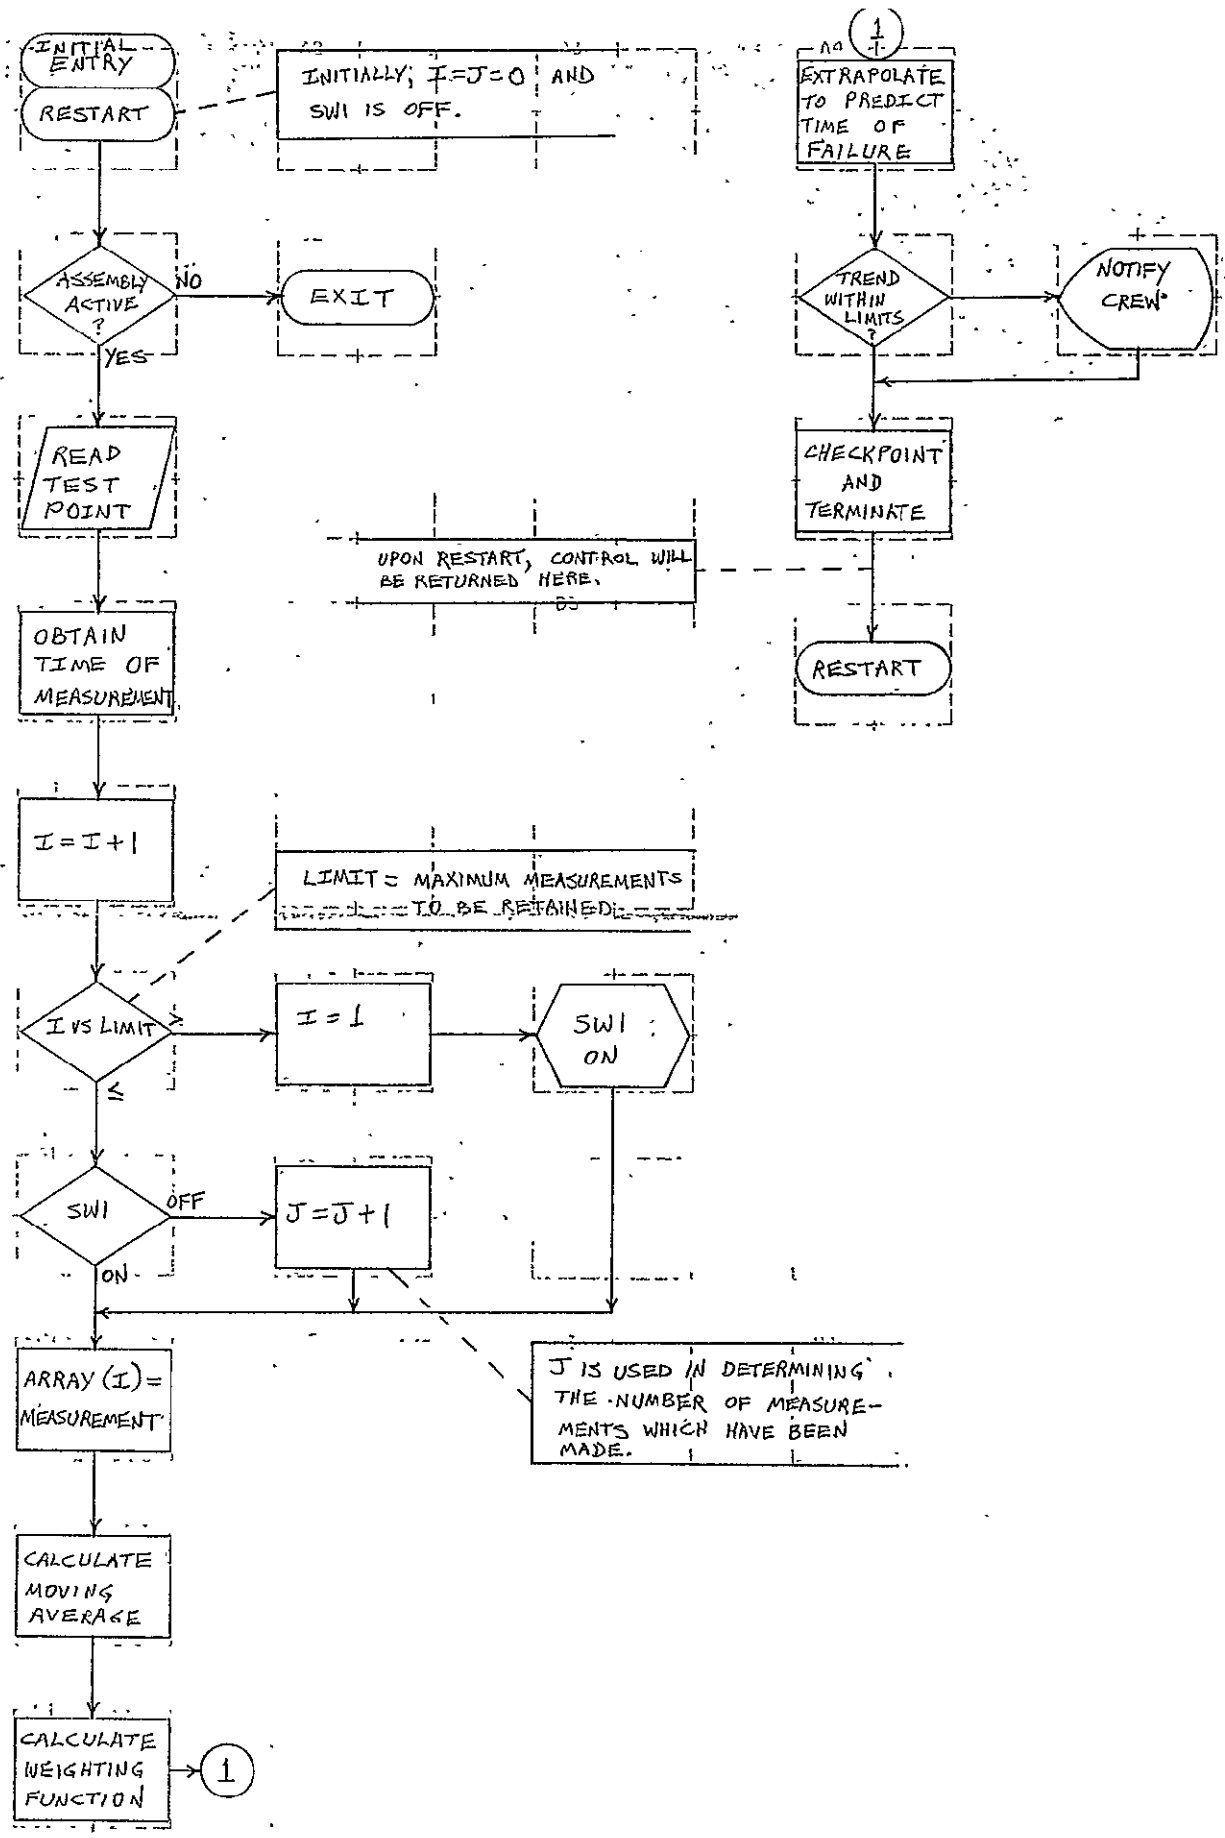 INITIAL
ENTRY
RESTART
INITIALLY, I=J=0 AND
SW1 IS OFF.
ASSEMBLY
ACTIVE
?
NO
EXIT
YES
READ
TEST
POINT
OBTAIN
TIME OF
MEASUREMENT
I=I+1
LIMIT = MAXIMUM MEASUREMENTS
TO BE RETAINED
I VS LIMIT
>
I=1
SW1
ON
≤
SW1
OFF
J=J+1
ON
J IS USED IN DETERMINING
THE NUMBER OF MEASURE-
MENTS WHICH HAVE BEEN
MADE.
ARRAY(I)=
MEASUREMENT
CALCULATE
MOVING
AVERAGE
CALCULATE
WEIGHTING
FUNCTION
1
1
EXTRAPOLATE
TO PREDICT
TIME OF
FAILURE
TREND
WITHIN
LIMITS
?
NOTIFY
CREW
CHECKPOINT
AND
TERMINATE
UPON RESTART, CONTROL WILL
BE RETURNED HERE.
RESTART